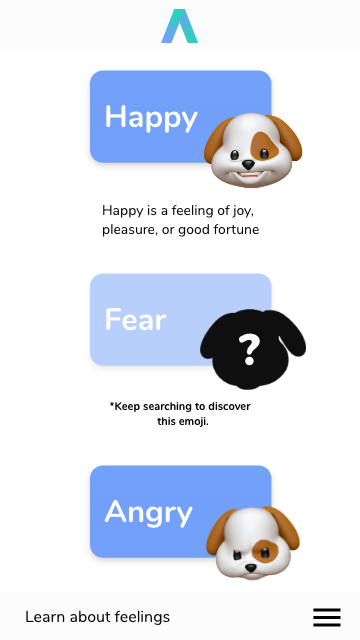 Happy
Happy is a feeling of joy,
pleasure, or good fortune
Fear
?
*Keep searching to discover
this emoji.
Angry
Learn about feelings